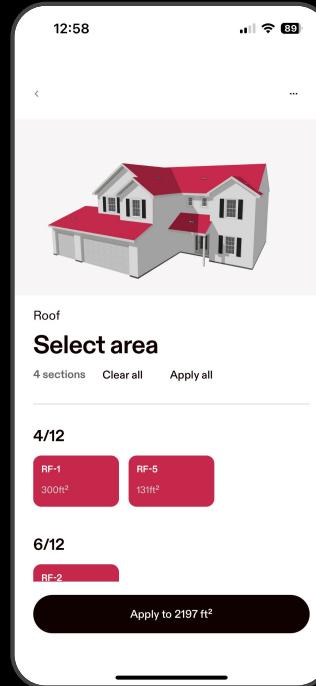 12:58
89
Roof
Select area
4 sections Clear all Apply all
4/12
RF-1 RF-5
300ft² 131ft²
6/12
RF-2
Apply to 2197 ft²